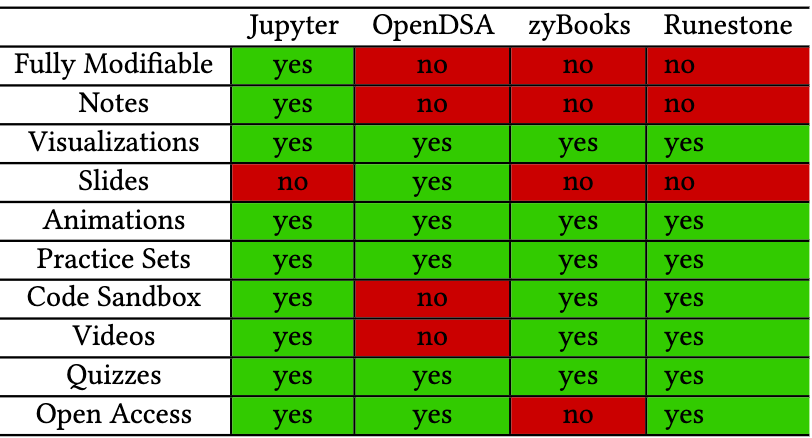 Jupyter OpenDSA zyBooks Runestone
Fully Modifiable yes no no no
Notes yes no no no
Visualizations yes yes yes yes
Slides no yes no no
Animations yes yes yes yes
Practice Sets yes yes yes yes
Code Sandbox yes no yes yes
Videos yes no yes yes
Quizzes yes yes yes yes
Open Access yes yes no yes